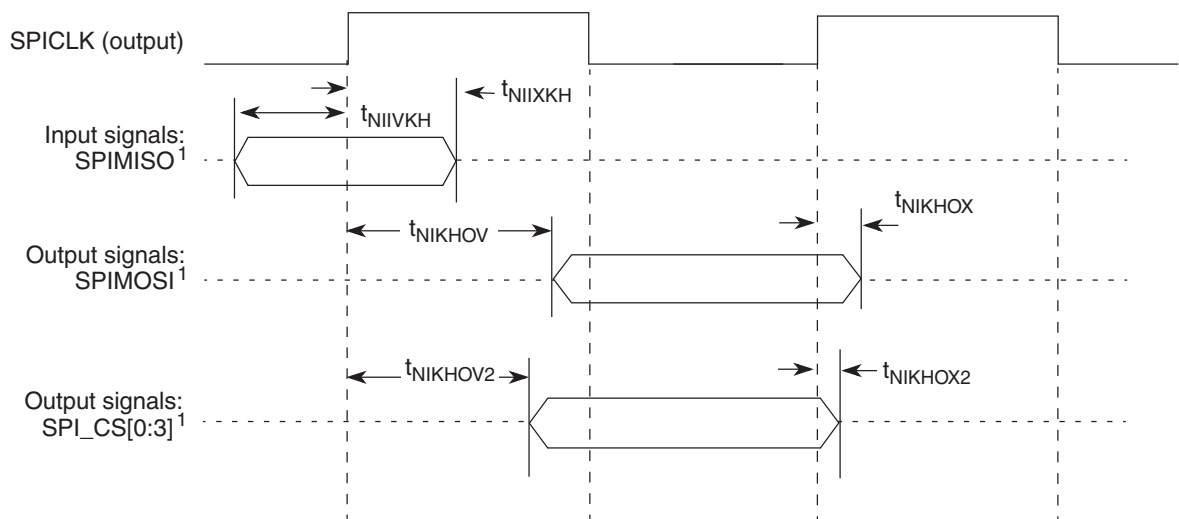 SPICLK (output)
tNIIXKH
tNIIVKH
Input signals:
SPIMISO1
tNIKHOX
tNIKHOV
Output signals:
SPIMOSI1
tNIKHOV2
tNIKHOX2
Output signals:
SPI_CS[0:3]1